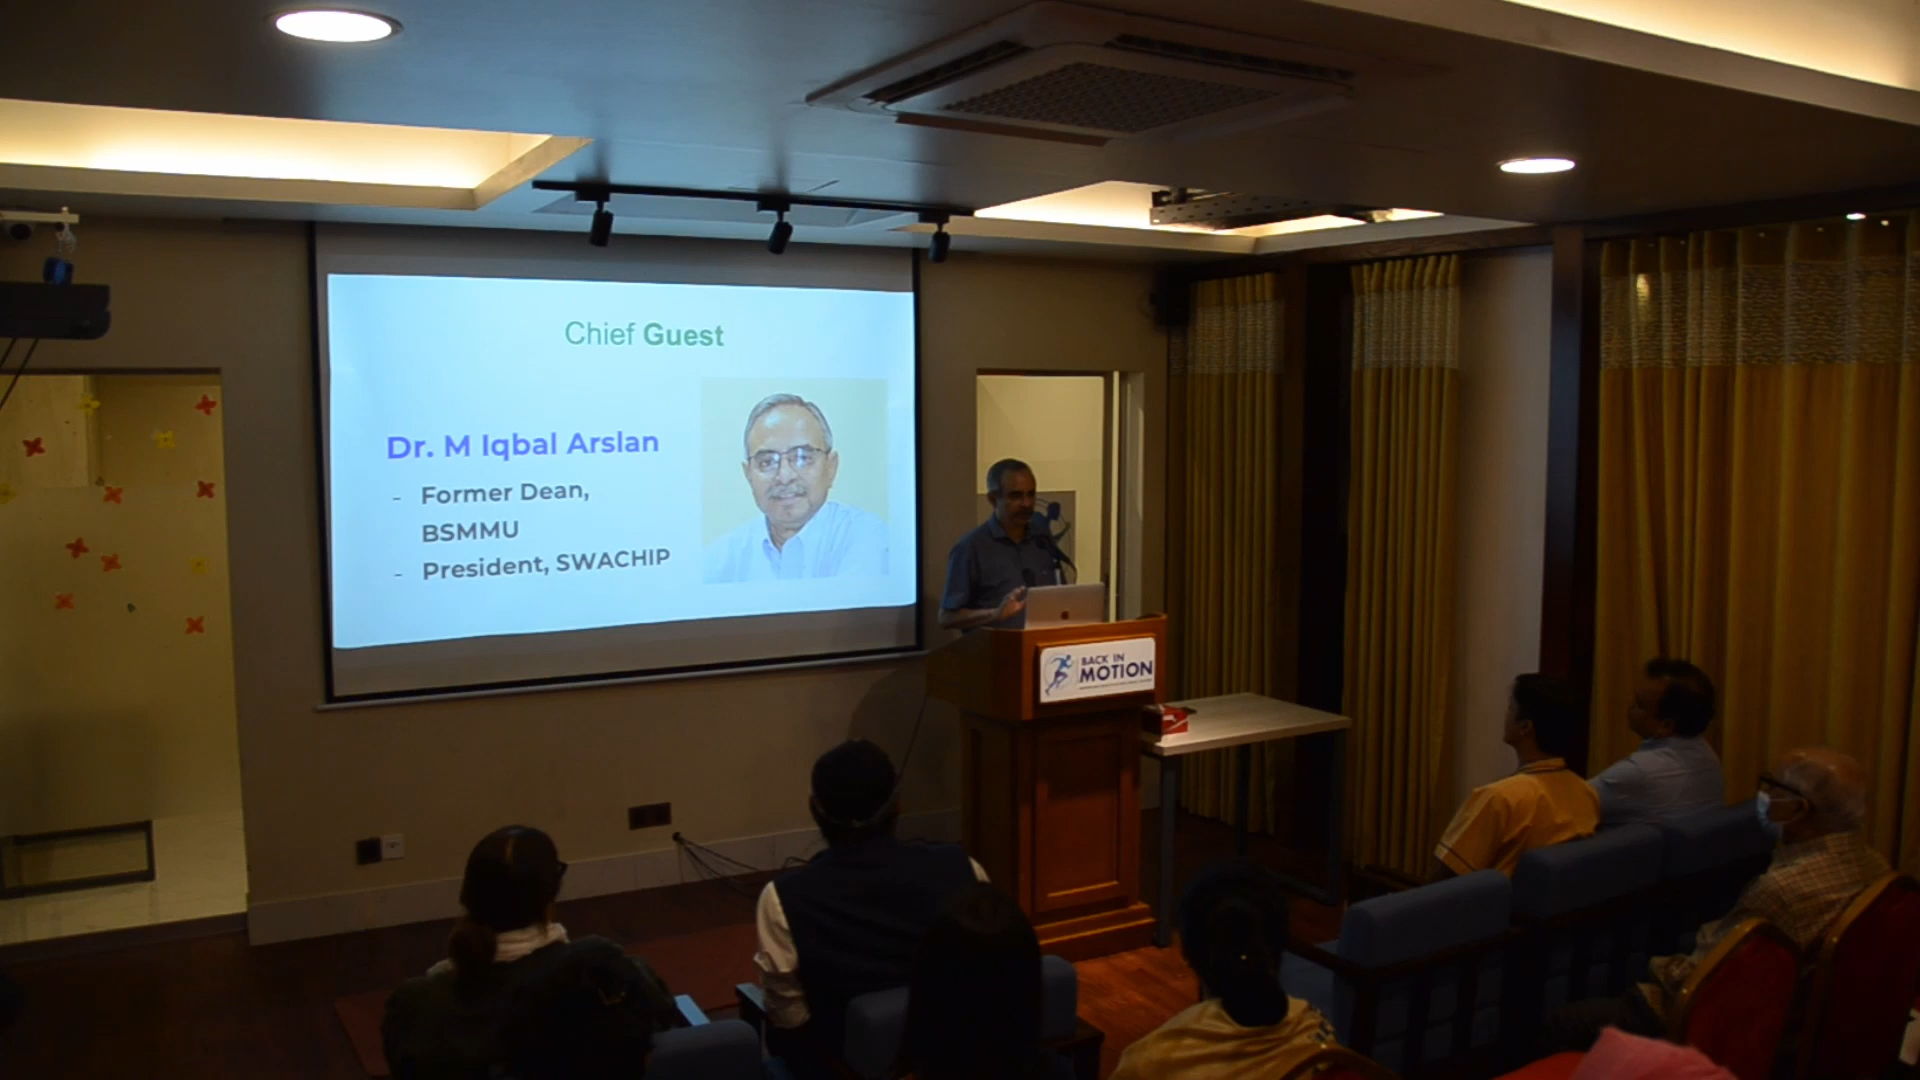 Chief Guest
Dr. M Iqbal Arslan
- Former Dean,
BSMMU
- President, SWACHIP
BACK IN
MOTION